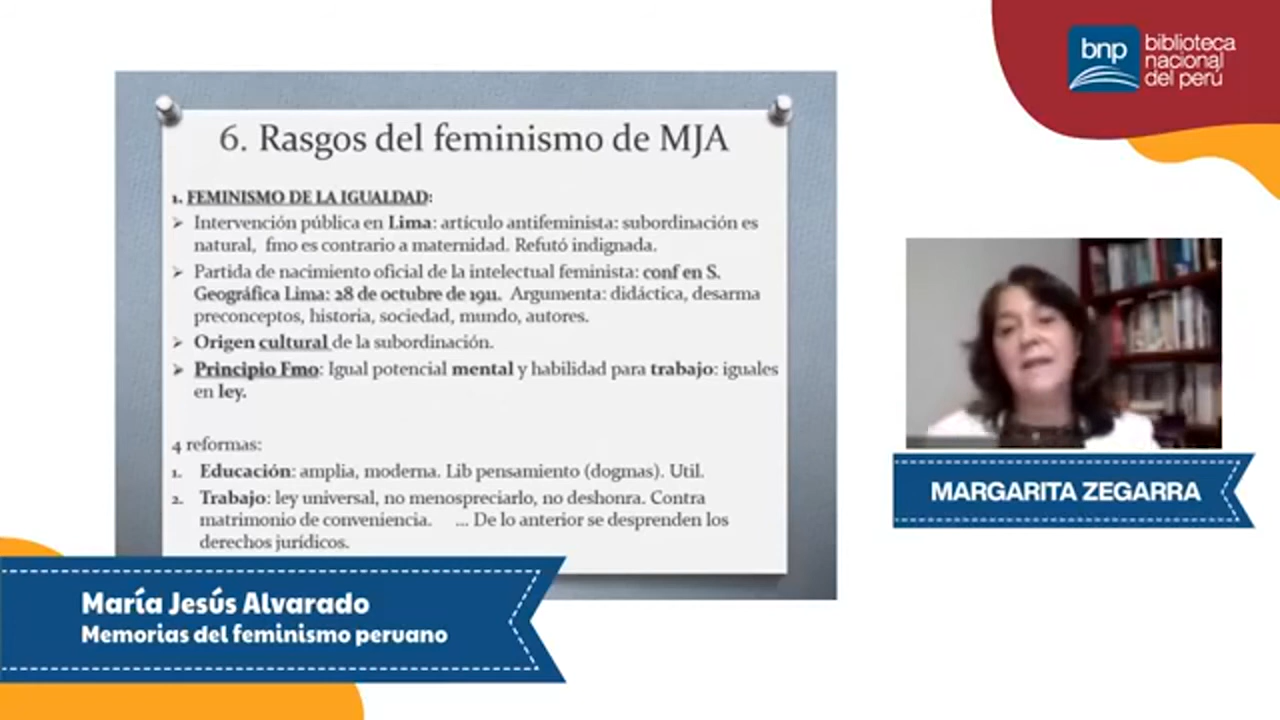 bnp
biblioteca
nacional
del perú
6. Rasgos del feminismo de MJA
1. FEMINISMO DE LA IGUALDAD:
➢ Intervención pública en Lima: artículo antifeminista: subordinación es
natural, fmo es contrario a maternidad. Refutó indignada.
➢ Partida de nacimiento oficial de la intelectual feminista: conf en S.
Geográfica Lima: 28 de octubre de 1911. Argumenta: didáctica, desarma
preconceptos, historia, sociedad, mundo, autores.
➢ Origen cultural de la subordinación.
➢ Principio Fmo: Igual potencial mental y habilidad para trabajo: iguales
en ley.
4 reformas:
1. Educación: amplia, moderna. Lib pensamiento (dogmas). Util.
2. Trabajo: ley universal, no menospreciarlo, no deshonra. Contra
matrimonio de conveniencia. ... De lo anterior se desprenden los
derechos jurídicos.
MARGARITA ZEGARRA
María Jesús Alvarado
Memorias del feminismo peruano